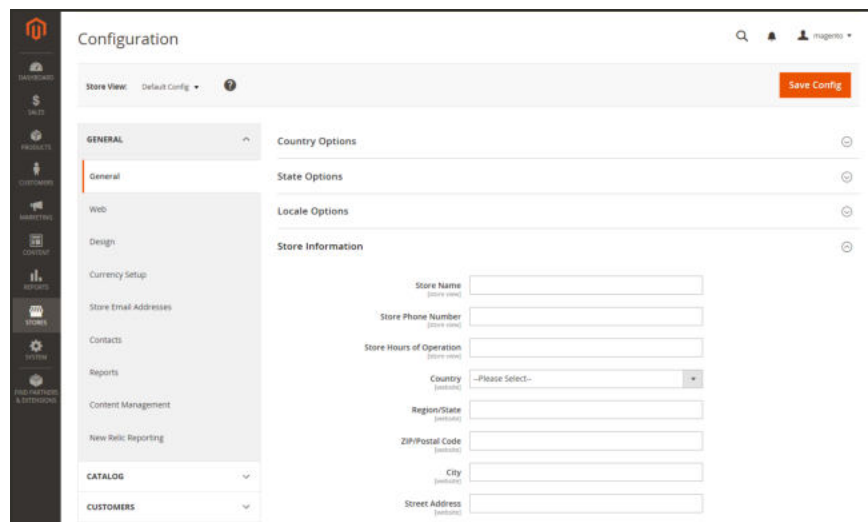 Configuration
magento
DASHBOARD
SALES
PRODUCTS
CUSTOMERS
MARKETING
CONTENT
REPORTS
STORES
SYSTEM
FIND PARTNERS
& EXTENSIONS
Store View: Default Config ?
Save Config
GENERAL
General
Web
Design
Currency Setup
Store Email Addresses
Contacts
Reports
Content Management
New Relic Reporting
CATALOG
CUSTOMERS
Country Options
State Options
Locale Options
Store Information
Store Name
[store view]
Store Phone Number
[store view]
Store Hours of Operation
[store view]
Country --Please Select--
[website]
Region/State
[website]
ZIP/Postal Code
[website]
City
[website]
Street Address
[website]